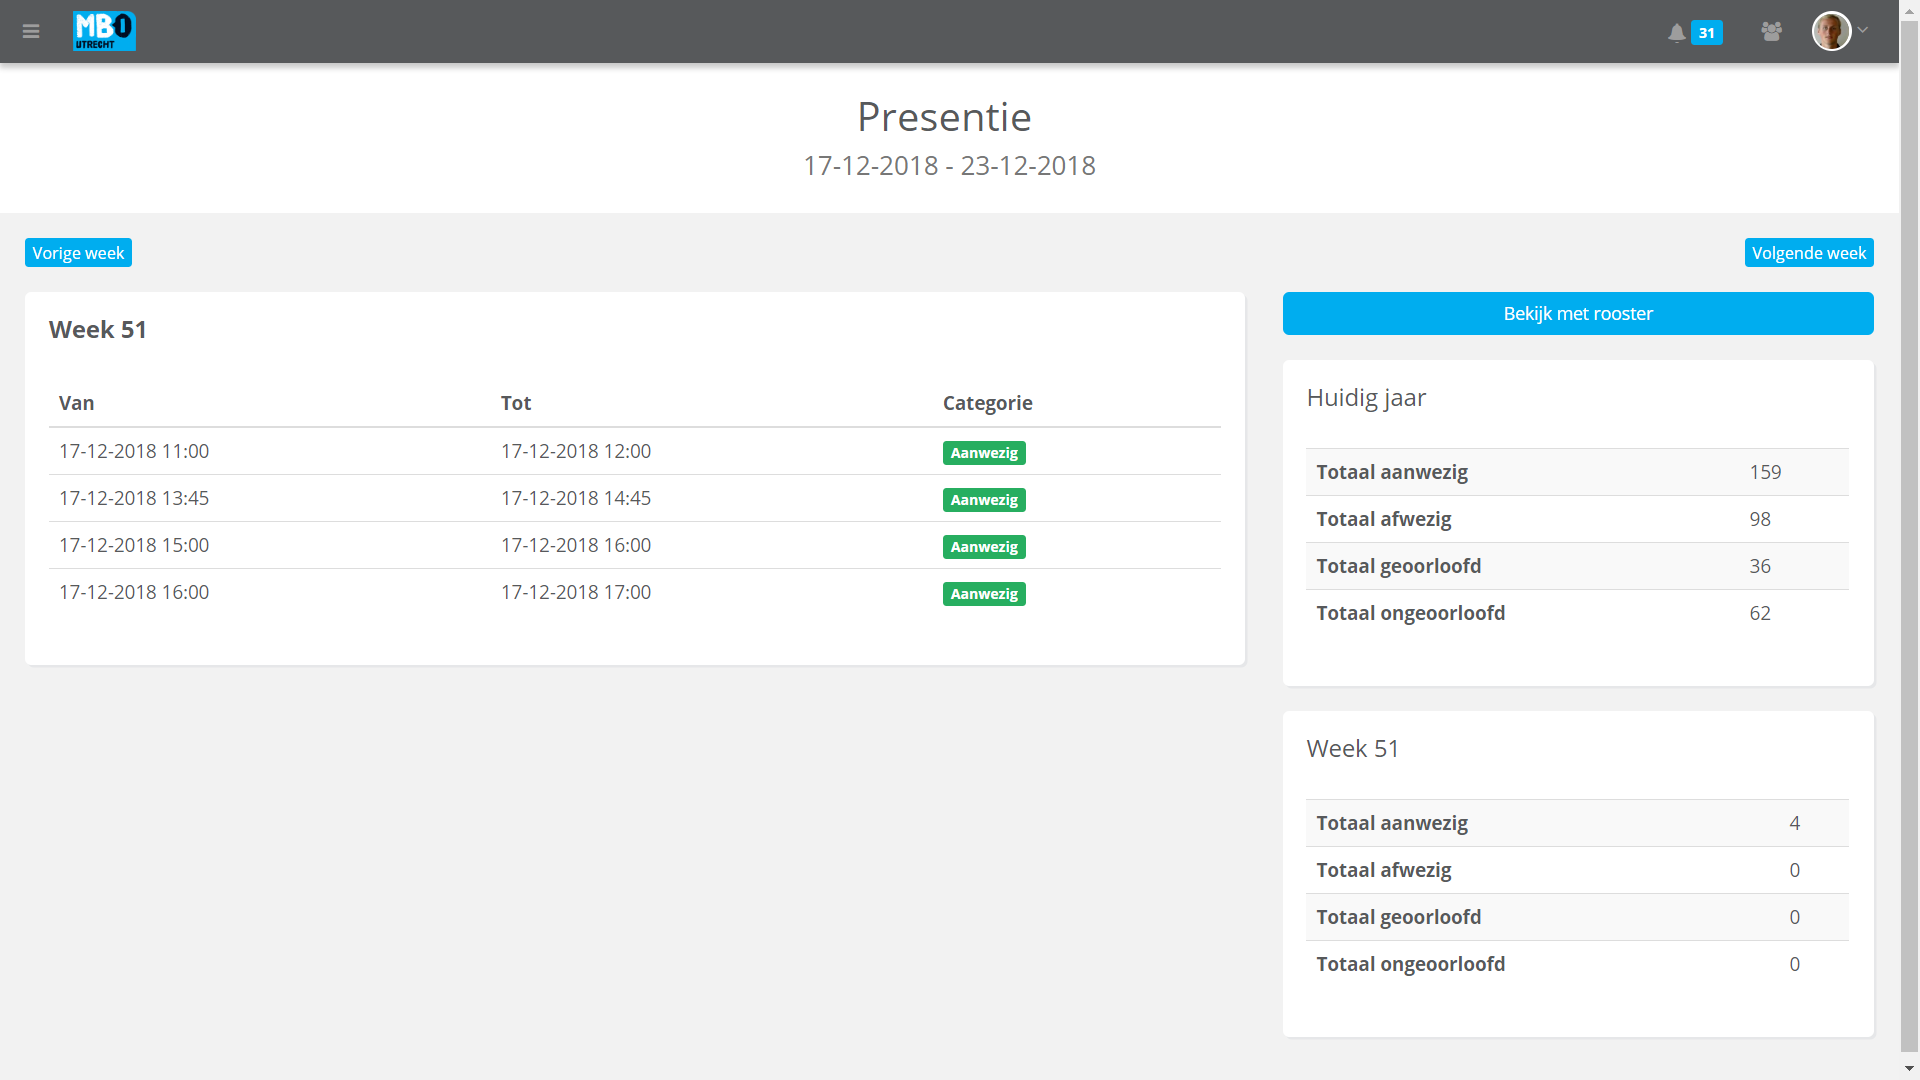 MBO
UTRECHT
31
Presentie
17-12-2018 - 23-12-2018
Vorige week
Volgende week
Week 51
Van Tot Categorie
17-12-2018 11:00 17-12-2018 12:00 Aanwezig
17-12-2018 13:45 17-12-2018 14:45 Aanwezig
17-12-2018 15:00 17-12-2018 16:00 Aanwezig
17-12-2018 16:00 17-12-2018 17:00 Aanwezig
Bekijk met rooster
Huidig jaar
Totaal aanwezig 159
Totaal afwezig 98
Totaal geoorloofd 36
Totaal ongeoorloofd 62
Week 51
Totaal aanwezig 4
Totaal afwezig 0
Totaal geoorloofd 0
Totaal ongeoorloofd 0